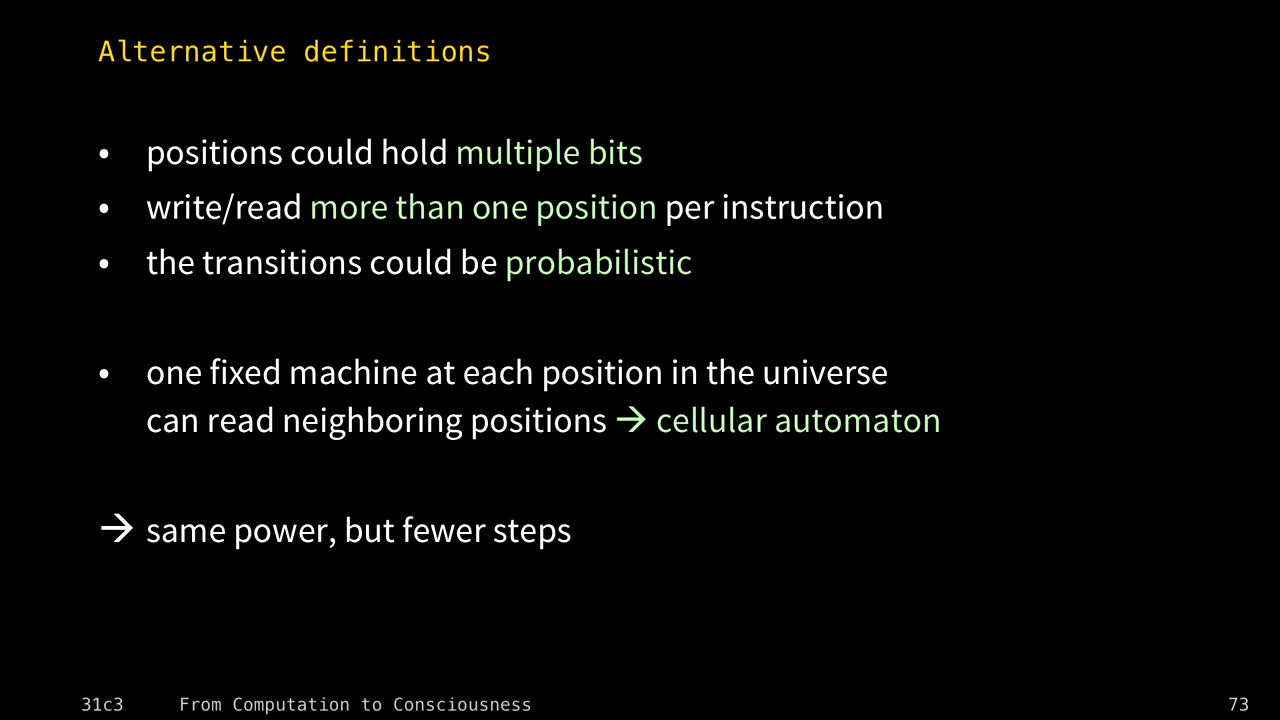 Alternative definitions
• positions could hold multiple bits
• write/read more than one position per instruction
• the transitions could be probabilistic
• one fixed machine at each position in the universe
can read neighboring positions → cellular automaton
→ same power, but fewer steps
31c3 From Computation to Consciousness 73